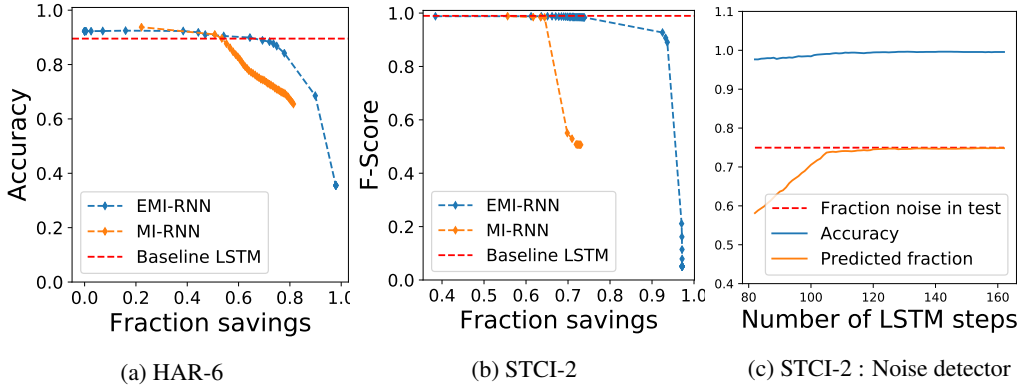 1.0
0.8
0.6
0.4
0.2
0.0
Accuracy
EMI-RNN
MI-RNN
Baseline LSTM
0.0 0.2 0.4 0.6 0.8 1.0
Fraction savings
(a) HAR-6
1.0
0.8
0.6
0.4
0.2
0.0
F-Score
EMI-RNN
MI-RNN
Baseline LSTM
0.4 0.5 0.6 0.7 0.8 0.9 1.0
Fraction savings
(b) STCI-2
1.1
1.0
0.9
0.8
0.7
0.6
0.5
0.4
Fraction noise in test
Accuracy
Predicted fraction
80 100 120 140 160
Number of LSTM steps
(c) STCI-2 : Noise detector